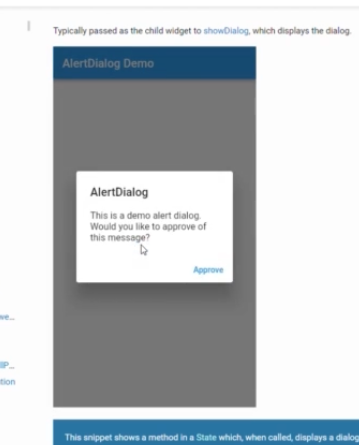 Typically passed as the child widget to showDialog, which displays the dialog.
AlertDialog Demo
AlertDialog
This is a demo alert dialog.
Would you like to approve of
this message?
Approve
we...
IP...
tion
This snippet shows a method in a State which, when called, displays a dialog